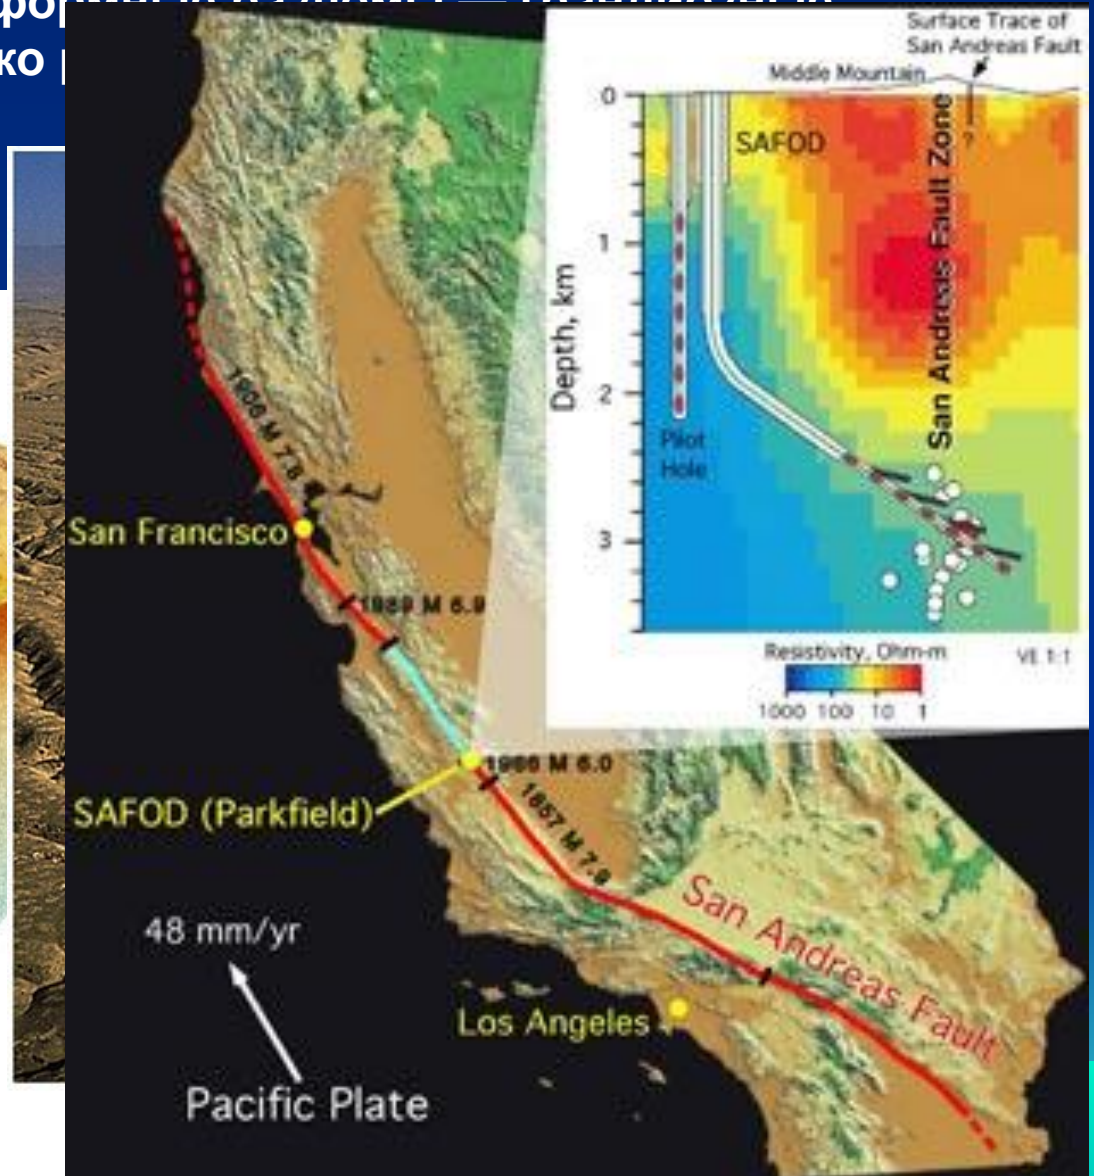 Surface Trace of
San Andreas Fault
Middle Mountain
0
SAFOD
?
San Andreas Fault Zone
1
Depth, km
2
Pilot
Hole
3
Resistivity, Ohm-m
VE 1:1
1000 100 10 1
1906 M 7.8
San Francisco
1989 M 6.9
1966 M 6.0
SAFOD (Parkfield)
1857 M 7.9
San Andreas Fault
48 mm/yr
Los Angeles
Pacific Plate